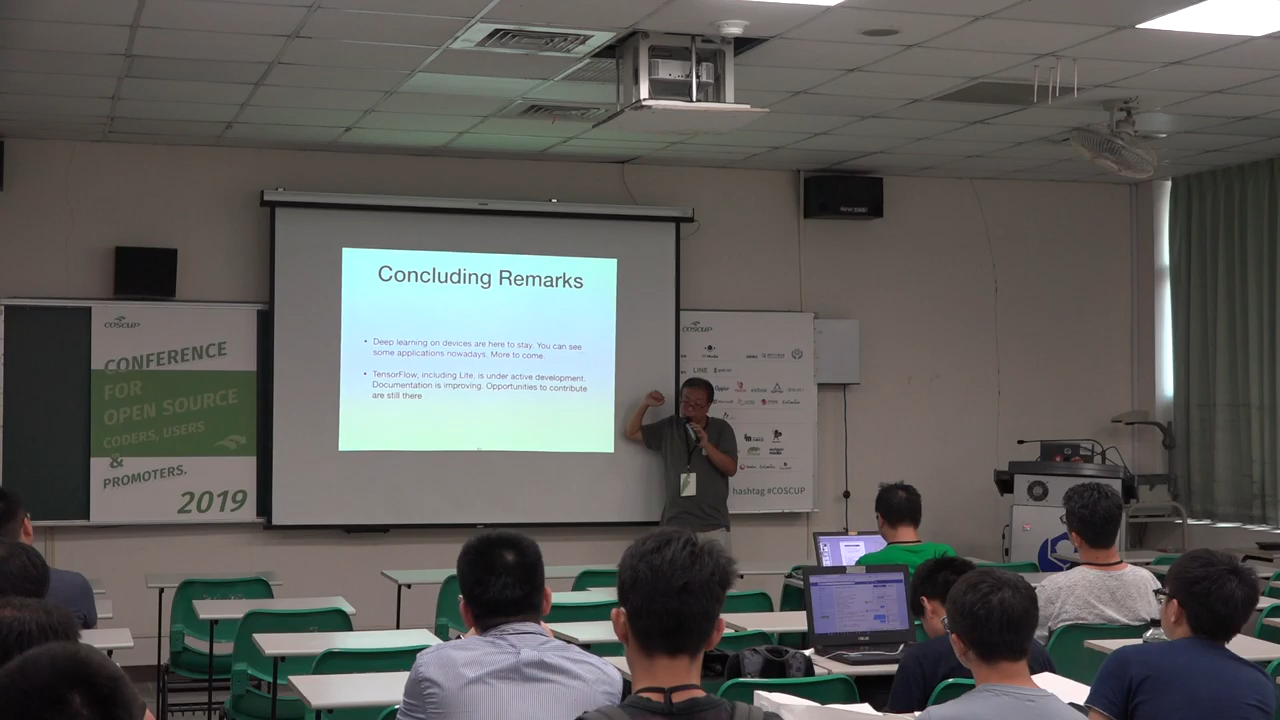 Concluding Remarks
• Deep learning on devices are here to stay. You can see
some applications nowadays. More to come.
• TensorFlow, including Lite, is under active development.
Documentation is improving. Opportunities to contribute
are still there
COSCUP
CONFERENCE
FOR
OPEN SOURCE
CODERS, USERS
&
PROMOTERS.
2019
COSCUP
LINE
hashtag #COSCUP
ASUS